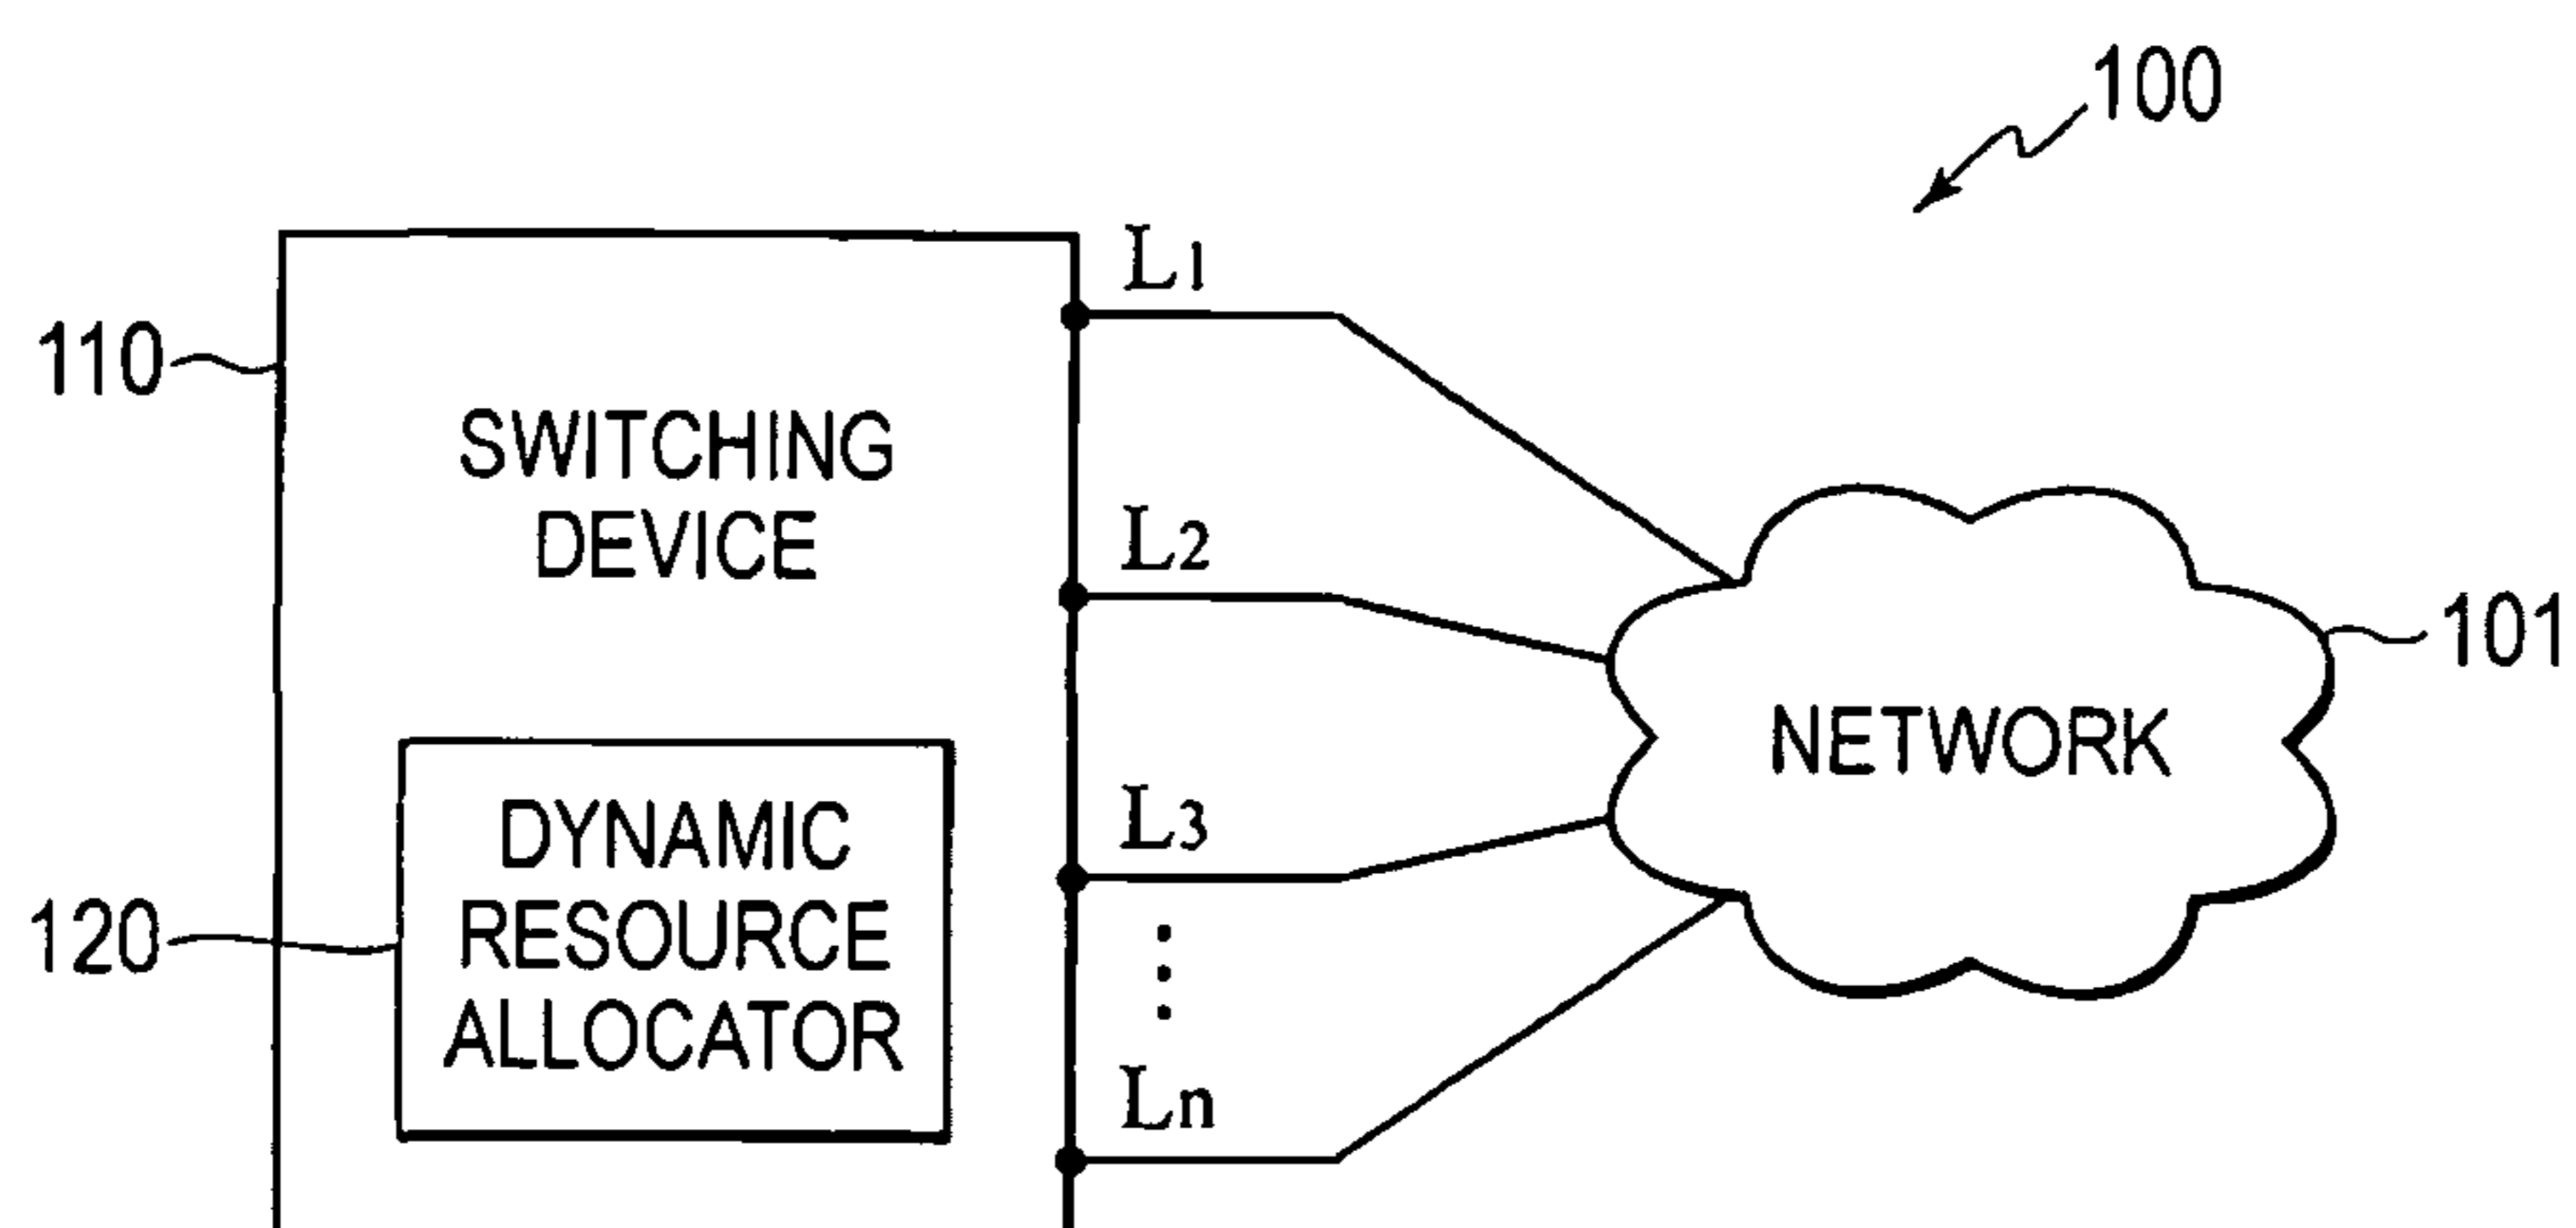 100
L1
110
SWITCHING
DEVICE
L2
101
NETWORK
L3
120
DYNAMIC
RESOURCE
ALLOCATOR
Ln